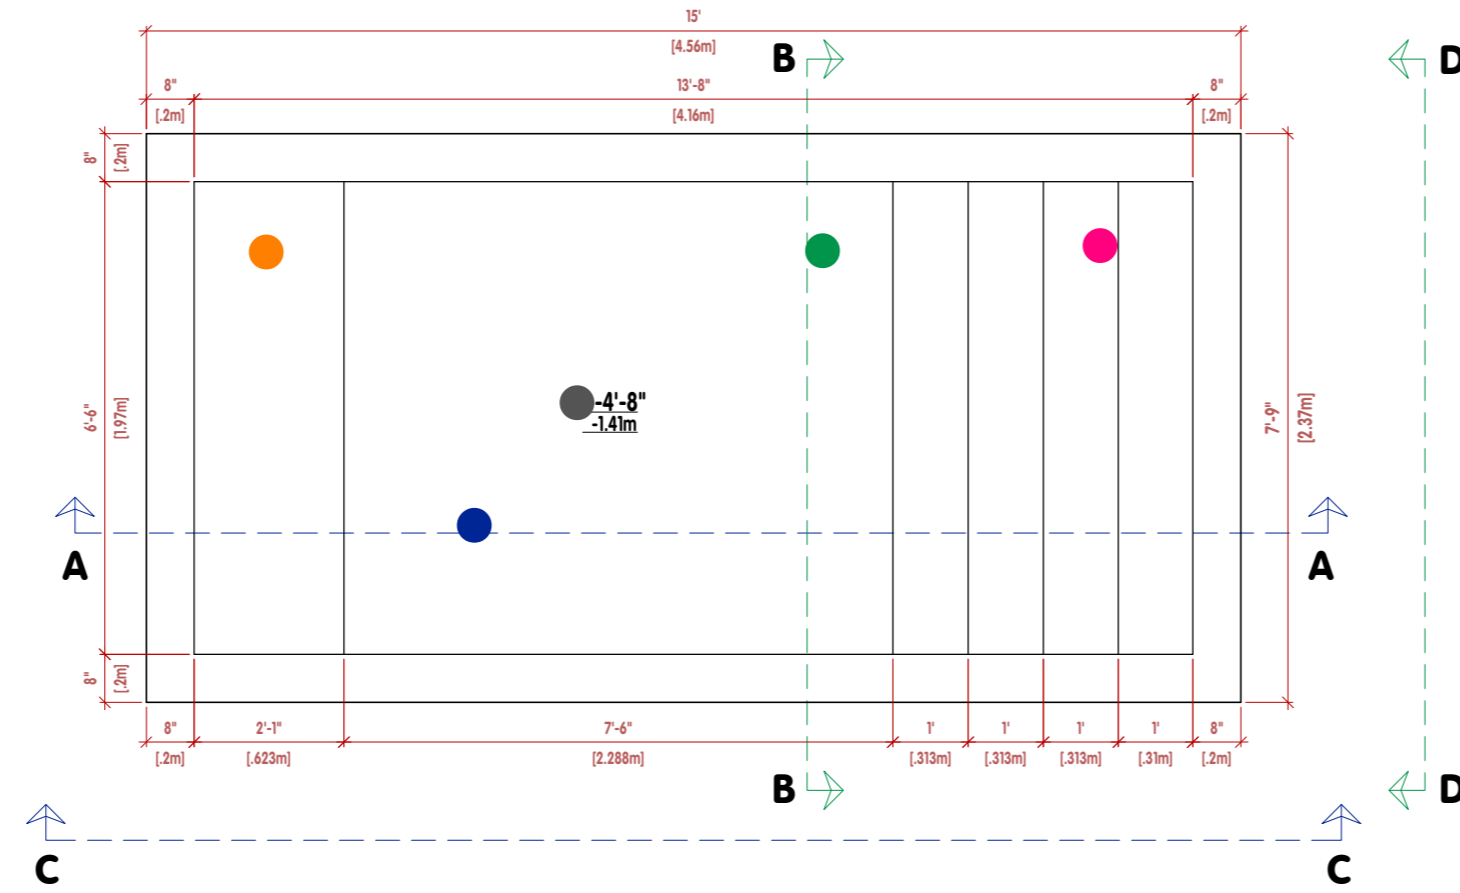 15'
[4.56m]
B
D
8"
13'-8"
8"
[.2m]
[4.16m]
[.2m]
8"
[.2m]
6'-6"
[1.97m]
-4'-8"
-1.41m
7'-9"
[2.37m]
A
A
8"
[.2m]
8"
2'-1"
7'-6"
1'
1'
1'
1'
8"
[.2m]
[.623m]
[2.288m]
[.313m]
[.313m]
[.313m]
[.31m]
[.2m]
B
D
C
C